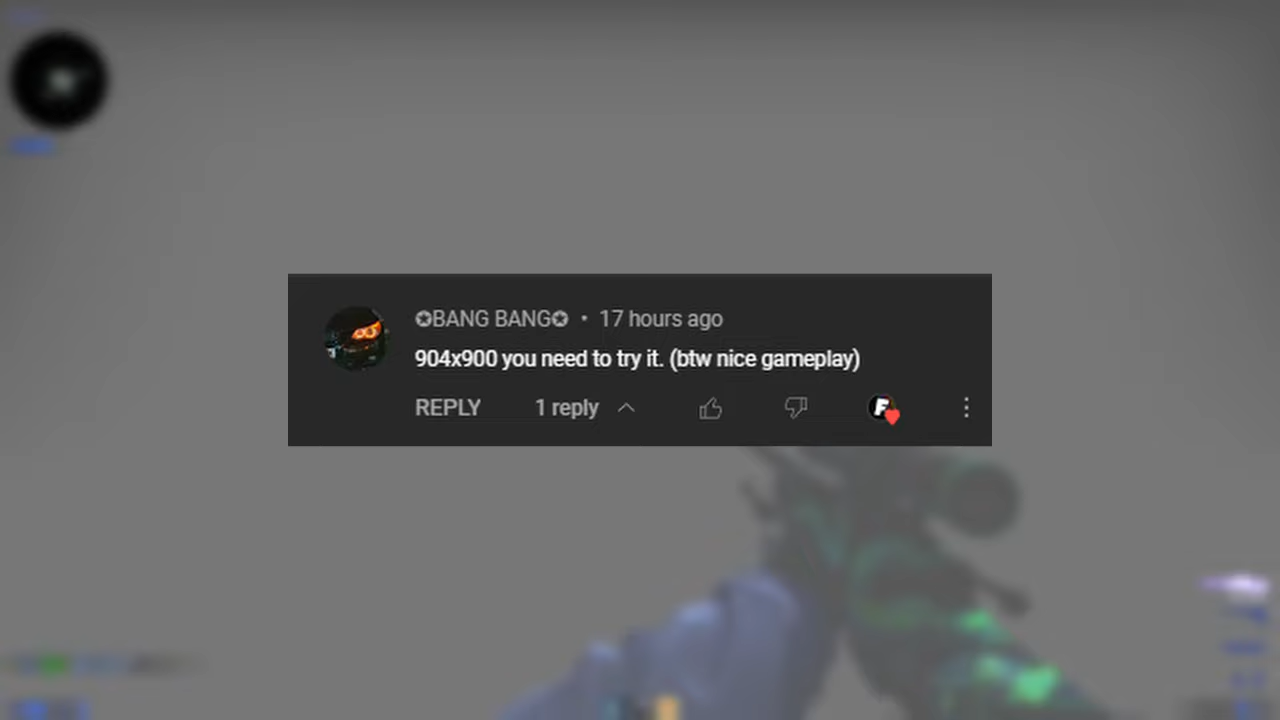 ✪BANG BANG✪ • 17 hours ago
904x900 you need to try it. (btw nice gameplay)
REPLY 1 reply
F